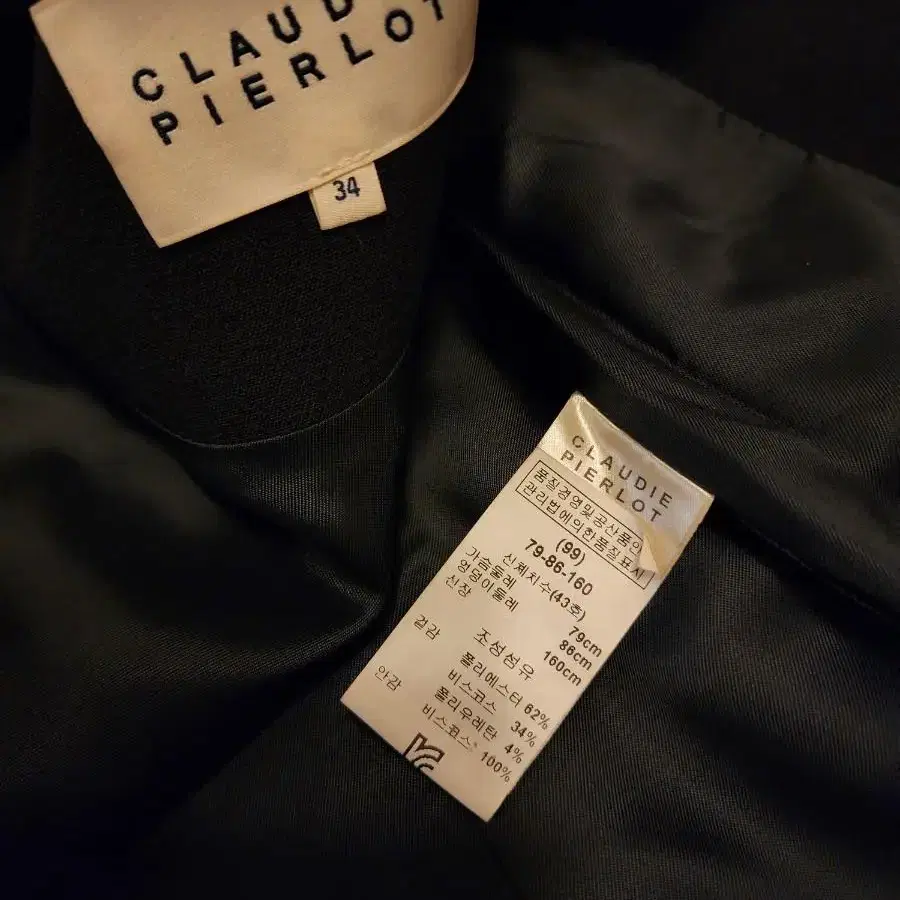 CLAUDIE
PIERLOT
34
CLAUDIE
PIERLOT
품질경영및공산품안
관리법에의한품질표시
(99)
79-86-160
신체치수(43호)
가슴둘레 79cm
엉덩이둘레 86cm
신장 160cm
조성섬유
겉감 폴리에스터 62%
비스코스 34%
폴리우레탄 4%
안감 비스코스 100%